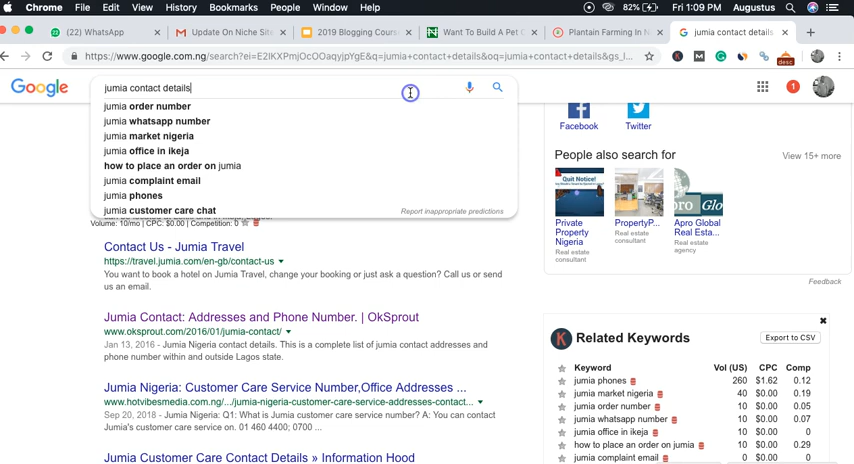 Chrome File Edit View History Bookmarks People Window Help 82% Fri 1:09 PM Augustus
(22) WhatsApp Update On Niche Site 2019 Blogging Course Want To Build A Pet C Plantain Farming In N jumia contact details
https://www.google.com.ng/search?ei=E2lKXPmjOcOOaqyjpYgE&q=jumia+contact+details&oq=jumia+contact+details&gs_l...
Google
jumia contact details
1
jumia order number
jumia whatsapp number
jumia market nigeria
jumia office in ikeja
how to place an order on jumia
jumia complaint email
jumia phones
jumia customer care chat
Report inappropriate predictions
Volume: 10/mo | CPC: $0.00 | Competition: 0
Contact Us - Jumia Travel
https://travel.jumia.com/en-gb/contact-us
You want to book a hotel on Jumia Travel, change your booking or just ask a question? Call us or send
us an email.
Jumia Contact: Addresses and Phone Number. | OkSprout
www.oksprout.com/2016/01/jumia-contact/
Jan 13, 2016 - Jumia Nigeria contact details. This is a complete list of jumia contact addresses and
phone number within and outside Lagos state.
Jumia Nigeria: Customer Care Service Number,Office Addresses ...
www.hotvibesmedia.com.ng/.../jumia-nigeria-customer-care-service-addresses-contact...
Sep 20, 2018 - Jumia Nigeria: Q1: What is Jumia customer care service number? A: You can contact
Jumia's customer care service on. 01 460 4400; 0700 ...
Jumia Customer Care Contact Details » Information Hood
Facebook Twitter
People also search for View 15+ more
Quit Notice!
Apro
Glo
Private
Property
Nigeria
Real estate
consultant
PropertyP...
Real estate
consultant
Apro Global
Real Esta...
Real estate
agency
Feedback
K Related Keywords Export to CSV
Keyword Vol (US) CPC Comp
jumia phones 260 $1.62 0.12
jumia market nigeria 40 $0.00 0.19
jumia order number 10 $0.00 0.05
jumia whatsapp number 10 $0.00 0.07
jumia office in ikeja 10 $0.00 0
how to place an order on jumia 10 $0.00 0.29
jumia complaint email 0 $0.00 0